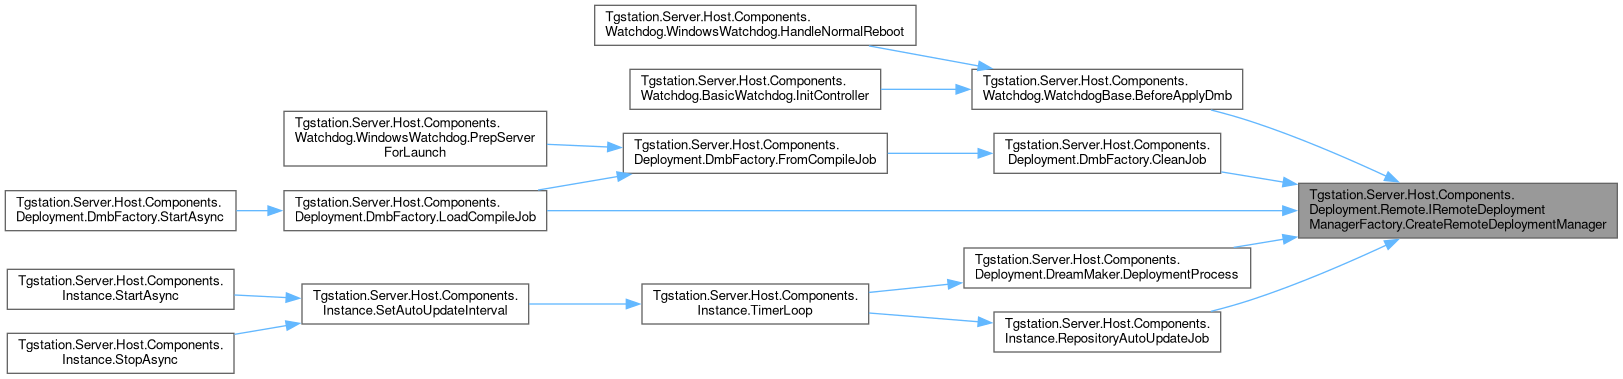 Tgstation.Server.Host.Components.
Watchdog.WindowsWatchdog.HandleNormalReboot
Tgstation.Server.Host.Components.
Watchdog.BasicWatchdog.InitController
Tgstation.Server.Host.Components.
Watchdog.WatchdogBase.BeforeApplyDmb
Tgstation.Server.Host.Components.
Watchdog.WindowsWatchdog.PrepServer
ForLaunch
Tgstation.Server.Host.Components.
Deployment.DmbFactory.FromCompileJob
Tgstation.Server.Host.Components.
Deployment.DmbFactory.CleanJob
Tgstation.Server.Host.Components.
Deployment.DmbFactory.StartAsync
Tgstation.Server.Host.Components.
Deployment.DmbFactory.LoadCompileJob
Tgstation.Server.Host.Components.
Deployment.Remote.IRemoteDeployment
ManagerFactory.CreateRemoteDeploymentManager
Tgstation.Server.Host.Components.
Deployment.DreamMaker.DeploymentProcess
Tgstation.Server.Host.Components.
Instance.StartAsync
Tgstation.Server.Host.Components.
Instance.SetAutoUpdateInterval
Tgstation.Server.Host.Components.
Instance.TimerLoop
Tgstation.Server.Host.Components.
Instance.RepositoryAutoUpdateJob
Tgstation.Server.Host.Components.
Instance.StopAsync